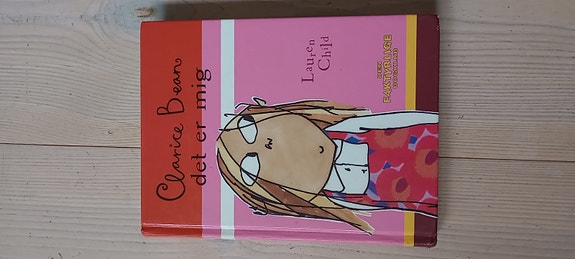 Clarice Bean
det er mig
Lauren
Child